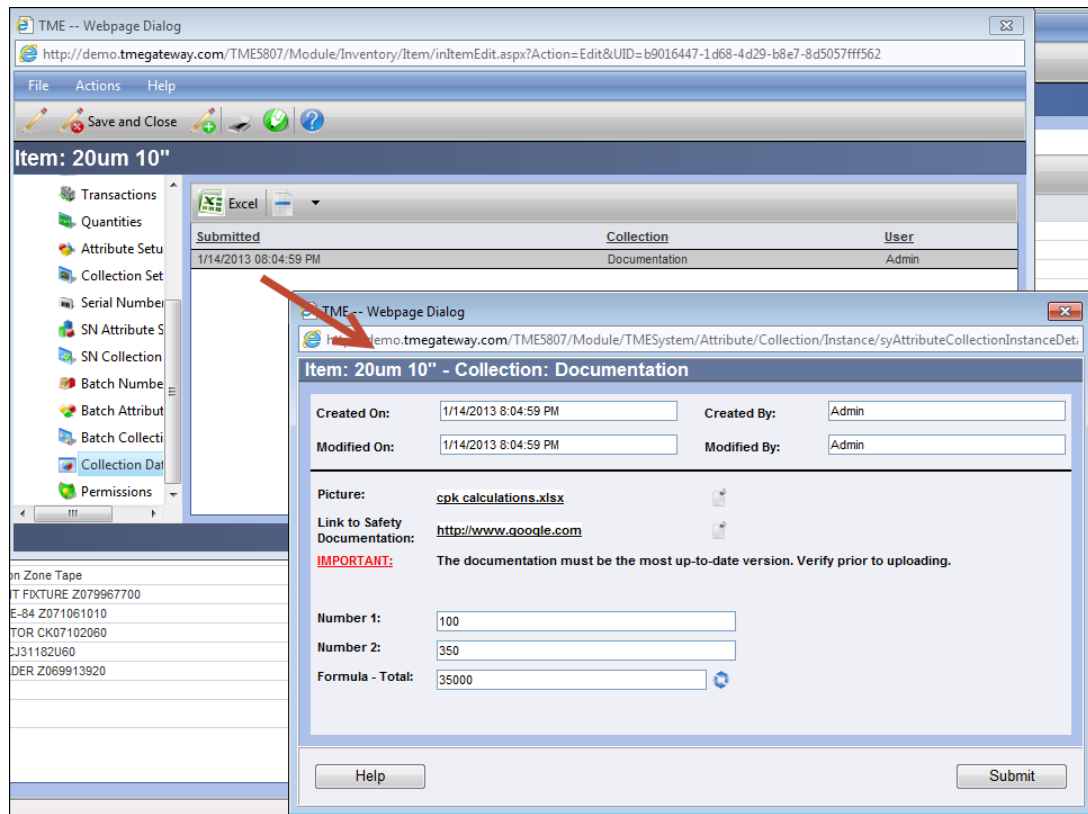 TME -- Webpage Dialog
http://demo.tmegateway.com/TME5807/Module/Inventory/Item/inItemEdit.aspx?Action=Edit&UID=b9016447-1d68-4d29-b8e7-8d5057fff562
File Actions Help
Save and Close
Item: 20um 10"
Transactions
Quantities
Attribute Setu
Collection Set
Serial Number
SN Attribute S
SN Collection
Batch Numbe
Batch Attribut
Batch Collecti
Collection Dat
Permissions
Excel
Submitted Collection User
1/14/2013 08:04:59 PM Documentation Admin
on Zone Tape
IT FIXTURE Z079967700
E-84 Z071061010
TOR CK07102060
CJ31182U60
DER Z069913920
TME -- Webpage Dialog
demo.tmegateway.com/TME5807/Module/TMESystem/Attribute/Collection/Instance/syAttributeCollectionInstanceDeta
Item: 20um 10" - Collection: Documentation
Created On: 1/14/2013 8:04:59 PM Created By: Admin
Modified On: 1/14/2013 8:04:59 PM Modified By: Admin
Picture: cpk calculations.xlsx
Link to Safety
Documentation: http://www.google.com
IMPORTANT: The documentation must be the most up-to-date version. Verify prior to uploading.
Number 1: 100
Number 2: 350
Formula - Total: 35000
Help Submit